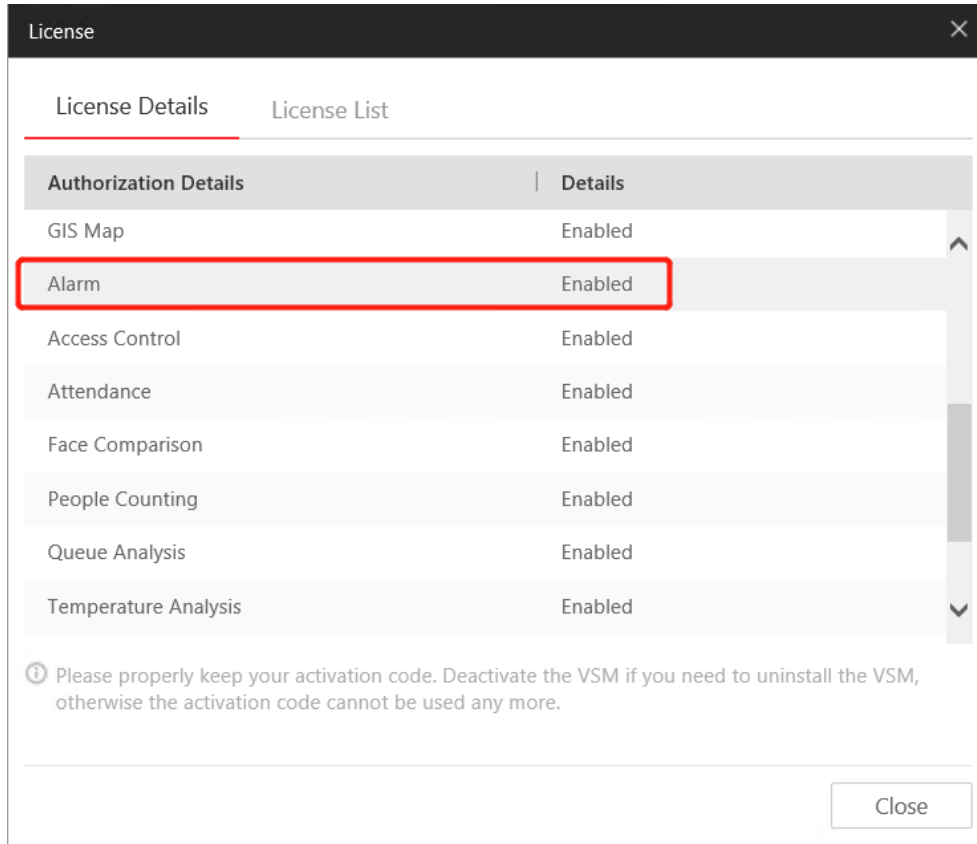 License
License Details License List
Authorization Details Details
GIS Map Enabled
Alarm Enabled
Access Control Enabled
Attendance Enabled
Face Comparison Enabled
People Counting Enabled
Queue Analysis Enabled
Temperature Analysis Enabled
Please properly keep your activation code. Deactivate the VSM if you need to uninstall the VSM,
otherwise the activation code cannot be used any more.
Close